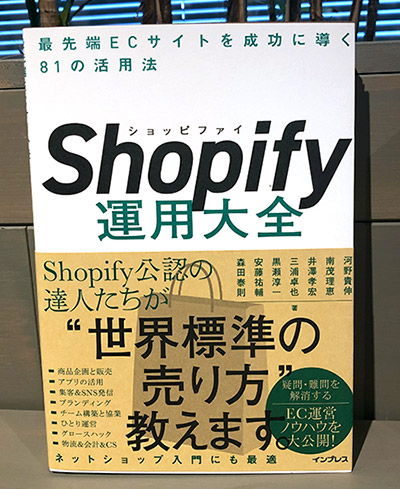 最先端ECサイトを成功に導く
81の活用法
ショッピファイ
Shopify
運用大全
河野貴伸
南茂理恵
井澤孝宏
三浦卓也
黒瀬淳一
安藤祐輔
森田泰則
著
Shopify公認の
達人たちが
“世界標準の
売り方”
教えます。
商品企画と販売
アプリの活用
集客&SNS発信
ブランディング
チーム構築と協業
ひとり運営
グロースハック
物流&会計&CS
疑問・難問を
解消する
EC運営
ノウハウを
大公開!
ネットショップ入門にも最適
インプレス